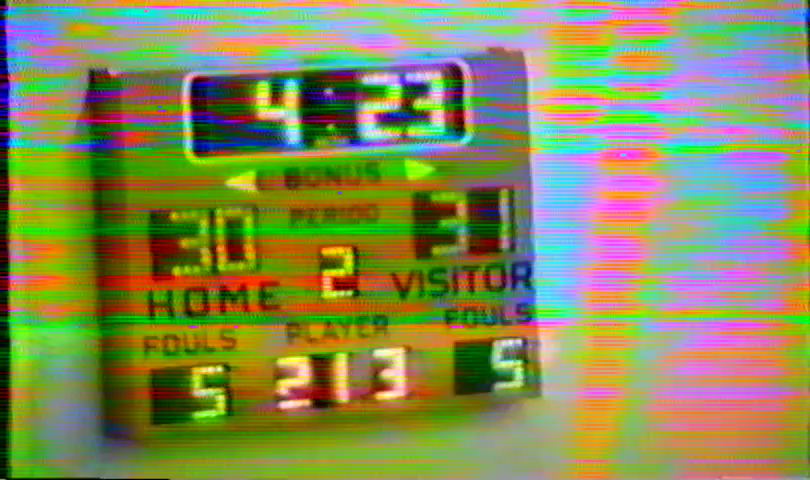 4:23
BONUS
PERIOD
30 2 31
HOME VISITOR
FOULS PLAYER FOULS
5 213 5